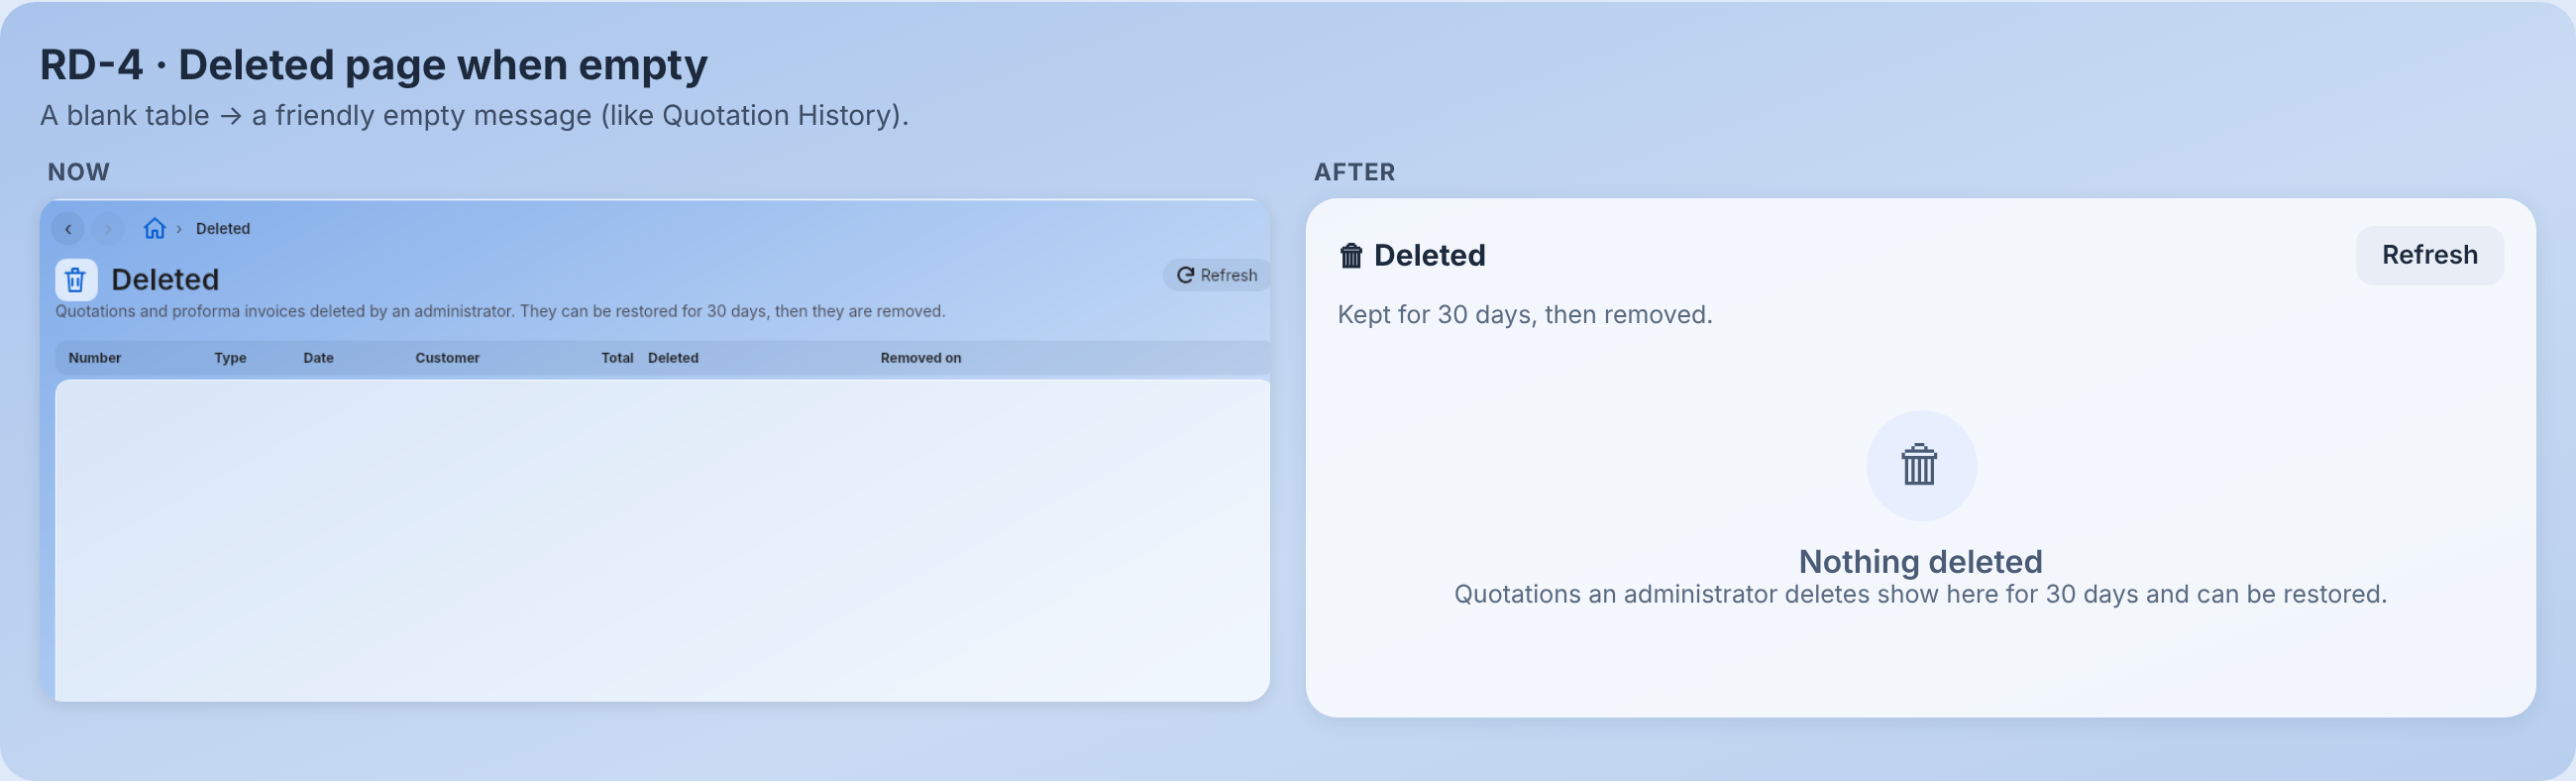 RD-4 · Deleted page when empty
A blank table → a friendly empty message (like Quotation History).
NOW
› Deleted
Deleted
Refresh
Quotations and proforma invoices deleted by an administrator. They can be restored for 30 days, then they are removed.
Number Type Date Customer Total Deleted Removed on
AFTER
Deleted
Refresh
Kept for 30 days, then removed.
Nothing deleted
Quotations an administrator deletes show here for 30 days and can be restored.